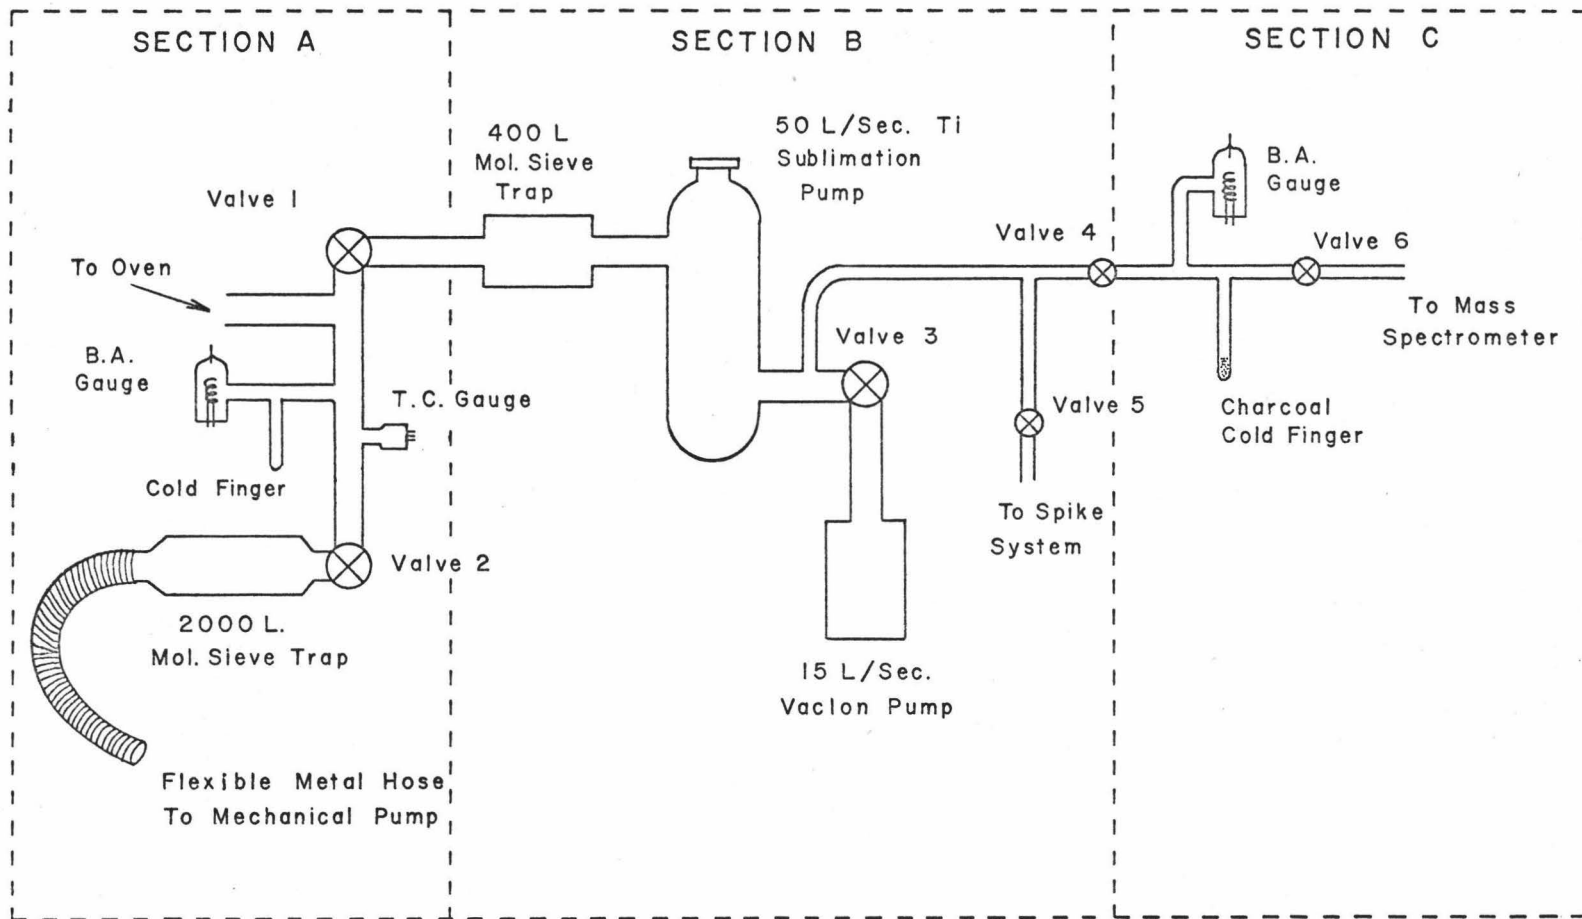 SECTION A
SECTION B
SECTION C
Valve 1
To Oven
B.A.
Gauge
T.C. Gauge
Cold Finger
Valve 2
2000 L.
Mol. Sieve Trap
Flexible Metal Hose
To Mechanical Pump
400 L
Mol. Sieve
Trap
50 L/Sec. Ti
Sublimation
Pump
Valve 3
15 L/Sec.
VacIon Pump
Valve 4
Valve 5
To Spike
System
B.A.
Gauge
Valve 6
To Mass
Spectrometer
Charcoal
Cold Finger